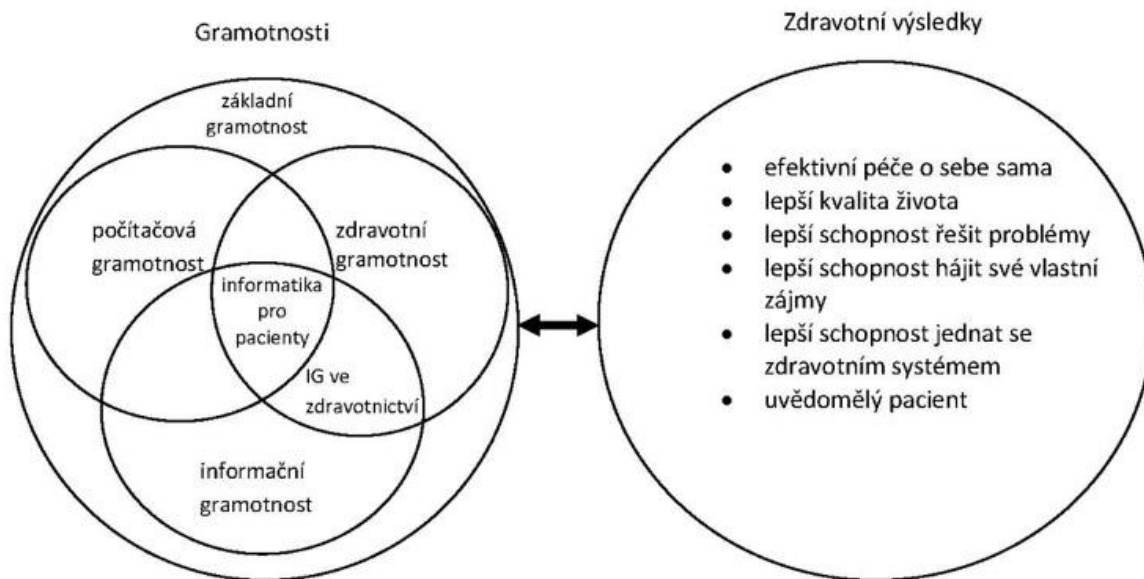 Gramotnosti
základní
gramotnost
počítačová
gramotnost
zdravotní
gramotnost
informatika
pro
pacienty
IG ve
zdravotnictví
informační
gramotnost
Zdravotní výsledky
• efektivní péče o sebe sama
• lepší kvalita života
• lepší schopnost řešit problémy
• lepší schopnost hájit své vlastní
zájmy
• lepší schopnost jednat se
zdravotním systémem
• uvědomělý pacient